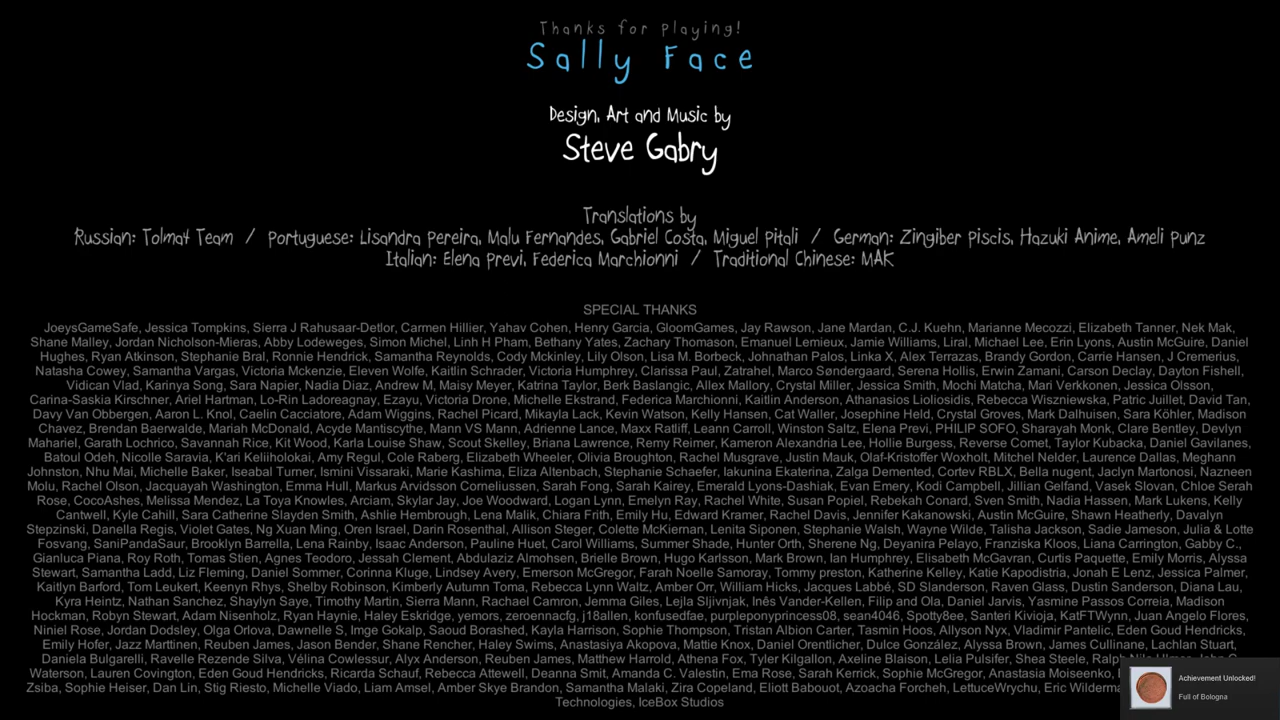 Thanks for playing!
Sally Face
Design, Art and Music by
Steve Gabry
Translations by
Russian: Tolma4 Team / Portuguese: Lisandra Pereira, Malu Fernandes, Gabriel Costa, Miguel Pitali / German: Zingiber Piscis, Hazuki Anime, Ameli Punz
Italian: Elena Previ, Federica Marchionni / Traditional Chinese: MAK
SPECIAL THANKS
JoeysGameSafe, Jessica Tompkins, Sierra J Rahusaar-Detlor, Carmen Hillier, Yahav Cohen, Henry Garcia, GloomGames, Jay Rawson, Jane Mardan, C.J. Kuehn, Marianne Mecozzi, Elizabeth Tanner, Nek Mak,
Shane Malley, Jordan Nicholson-Mieras, Abby Lodeweges, Simon Michel, Linh H Pham, Bethany Yates, Zachary Thomason, Emanuel Lemieux, Jamie Williams, Liral, Michael Lee, Erin Lyons, Austin McGuire, Daniel
Hughes, Ryan Atkinson, Stephanie Bral, Ronnie Hendrick, Samantha Reynolds, Cody Mckinley, Lily Olson, Lisa M. Borbeck, Johnathan Palos, Linka X, Alex Terrazas, Brandy Gordon, Carrie Hansen, J Cremerius,
Natasha Cowey, Samantha Vargas, Victoria Mckenzie, Eleven Wolfe, Kaitlin Schrader, Victoria Humphrey, Clarissa Paul, Zatrahel, Marco Søndergaard, Serena Hollis, Erwin Zamani, Carson Declay, Dayton Fishell,
Vidican Vlad, Karinya Song, Sara Napier, Nadia Diaz, Andrew M, Maisy Meyer, Katrina Taylor, Berk Baslangic, Allex Mallory, Crystal Miller, Jessica Smith, Mochi Matcha, Mari Verkkonen, Jessica Olsson,
Carina-Saskia Kirschner, Ariel Hartman, Lo-Rin Ladoreagnay, Ezayu, Victoria Drone, Michelle Ekstrand, Federica Marchionni, Kaitlin Anderson, Athanasios Lioliosidis, Rebecca Wiszniewska, Patric Juillet, David Tan,
Davy Van Obbergen, Aaron L. Knol, Caelin Cacciatore, Adam Wiggins, Rachel Picard, Mikayla Lack, Kevin Watson, Kelly Hansen, Cat Waller, Josephine Held, Crystal Groves, Mark Dalhuisen, Sara Köhler, Madison
Chavez, Brendan Baerwalde, Mariah McDonald, Acyde Mantiscythe, Mann VS Mann, Adrienne Lance, Maxx Ratliff, Leann Carroll, Winston Saltz, Elena Previ, PHILIP SOFO, Sharayah Monk, Clare Bentley, Devlyn
Mahariel, Garath Lochrico, Savannah Rice, Kit Wood, Karla Louise Shaw, Scout Skelley, Briana Lawrence, Remy Reimer, Kameron Alexandria Lee, Hollie Burgess, Reverse Comet, Taylor Kubacka, Daniel Gavilanes,
Batoul Odeh, Nicolle Saravia, K'ari Keliiholokai, Amy Regul, Cole Raberg, Elizabeth Wheeler, Olivia Broughton, Rachel Musgrave, Justin Mauk, Olaf-Kristoffer Woxholt, Mitchel Nelder, Laurence Dallas, Meghann
Johnston, Nhu Mai, Michelle Baker, Iseabal Turner, Ismini Vissaraki, Marie Kashima, Eliza Altenbach, Stephanie Schaefer, Iakunina Ekaterina, Zalga Demented, Cortev RBLX, Bella nugent, Jaclyn Martonosi, Nazneen
Molu, Rachel Olson, Jacquayah Washington, Emma Hull, Markus Arvidsson Corneliussen, Sarah Fong, Sarah Kairey, Emerald Lyons-Dashiak, Evan Emery, Kodi Campbell, Jillian Gelfand, Vasek Slovan, Chloe Serah
Rose, CocoAshes, Melissa Mendez, La Toya Knowles, Arciam, Skylar Jay, Joe Woodward, Logan Lynn, Emelyn Ray, Rachel White, Susan Popiel, Rebekah Conard, Sven Smith, Nadia Hassen, Mark Lukens, Kelly
Cantwell, Kyle Cahill, Sara Catherine Slayden Smith, Ashlie Hembrough, Lena Malik, Chiara Frith, Emily Hu, Edward Kramer, Rachel Davis, Jennifer Kakanowski, Austin McGuire, Shawn Heatherly, Davalyn
Stepzinski, Danella Regis, Violet Gates, Ng Xuan Ming, Oren Israel, Darin Rosenthal, Allison Steger, Colette McKiernan, Lenita Siponen, Stephanie Walsh, Wayne Wilde, Talisha Jackson, Sadie Jameson, Julia & Lotte
Fosvang, SaniPandaSaur, Brooklyn Barrella, Lena Rainby, Isaac Anderson, Pauline Huet, Carol Williams, Summer Shade, Hunter Orth, Sherene Ng, Deyanira Pelayo, Franziska Kloos, Liana Carrington, Gabby C.,
Gianluca Piana, Roy Roth, Tomas Stien, Agnes Teodoro, Jessah Clement, Abdulaziz Almohsen, Brielle Brown, Hugo Karlsson, Mark Brown, Ian Humphrey, Elisabeth McGavran, Curtis Paquette, Emily Morris, Alyssa
Stewart, Samantha Ladd, Liz Fleming, Daniel Sommer, Corinna Kluge, Lindsey Avery, Emerson McGregor, Farah Noelle Samoray, Tommy preston, Katherine Kelley, Katie Kapodistria, Jonah E Lenz, Jessica Palmer,
Kaitlyn Barford, Tom Leukert, Keenyn Rhys, Shelby Robinson, Kimberly Autumn Toma, Rebecca Lynn Waltz, Amber Orr, William Hicks, Jacques Labbé, SD Slanderson, Raven Glass, Dustin Sanderson, Diana Lau,
Kyra Heintz, Nathan Sanchez, Shaylyn Saye, Timothy Martin, Sierra Mann, Rachael Camron, Jemma Giles, Lejla Sljivnjak, Inês Vander-Kellen, Filip and Ola, Daniel Jarvis, Yasmine Passos Correia, Madison
Hockman, Robyn Stewart, Adam Nisenholz, Ryan Haynie, Haley Eskridge, yemors, zeroennacfg, j18allen, konfusedfae, purpleponyprincess08, sean4046, Spotty8ee, Santeri Kivioja, KatFTWynn, Juan Angelo Flores,
Niniel Rose, Jordan Dodsley, Olga Orlova, Dawnelle S, Imge Gokalp, Saoud Borashed, Kayla Harrison, Sophie Thompson, Tristan Albion Carter, Tasmin Hoos, Allyson Nyx, Vladimir Pantelic, Eden Goud Hendricks,
Emily Hofer, Jazz Marttinen, Reuben James, Jason Bender, Shane Rencher, Haley Swims, Anastasiya Akopova, Mattie Knox, Daniel Orentlicher, Dulce González, Alyssa Brown, James Cullinane, Lachlan Stuart,
Daniela Bulgarelli, Ravelle Rezende Silva, Vélina Cowlessur, Alyx Anderson, Reuben James, Matthew Harrold, Athena Fox, Tyler Kilgallon, Axeline Blaison, Lelia Pulsifer, Shea Steele,
Waterson, Lauren Covington, Eden Goud Hendricks, Ricarda Schauf, Rebecca Attewell, Deanna Smit, Amanda C. Valestin, Ema Rose, Sarah Kerrick, Sophie McGregor, Anastasia Moiseenko,
Zsiba, Sophie Heiser, Dan Lin, Stig Riesto, Michelle Viado, Liam Amsel, Amber Skye Brandon, Samantha Malaki, Zira Copeland, Eliott Babouot, Azoacha Forcheh, LettuceWrychu, Eric
Technologies, IceBox Studios
Achievement Unlocked!
Full of Bologna